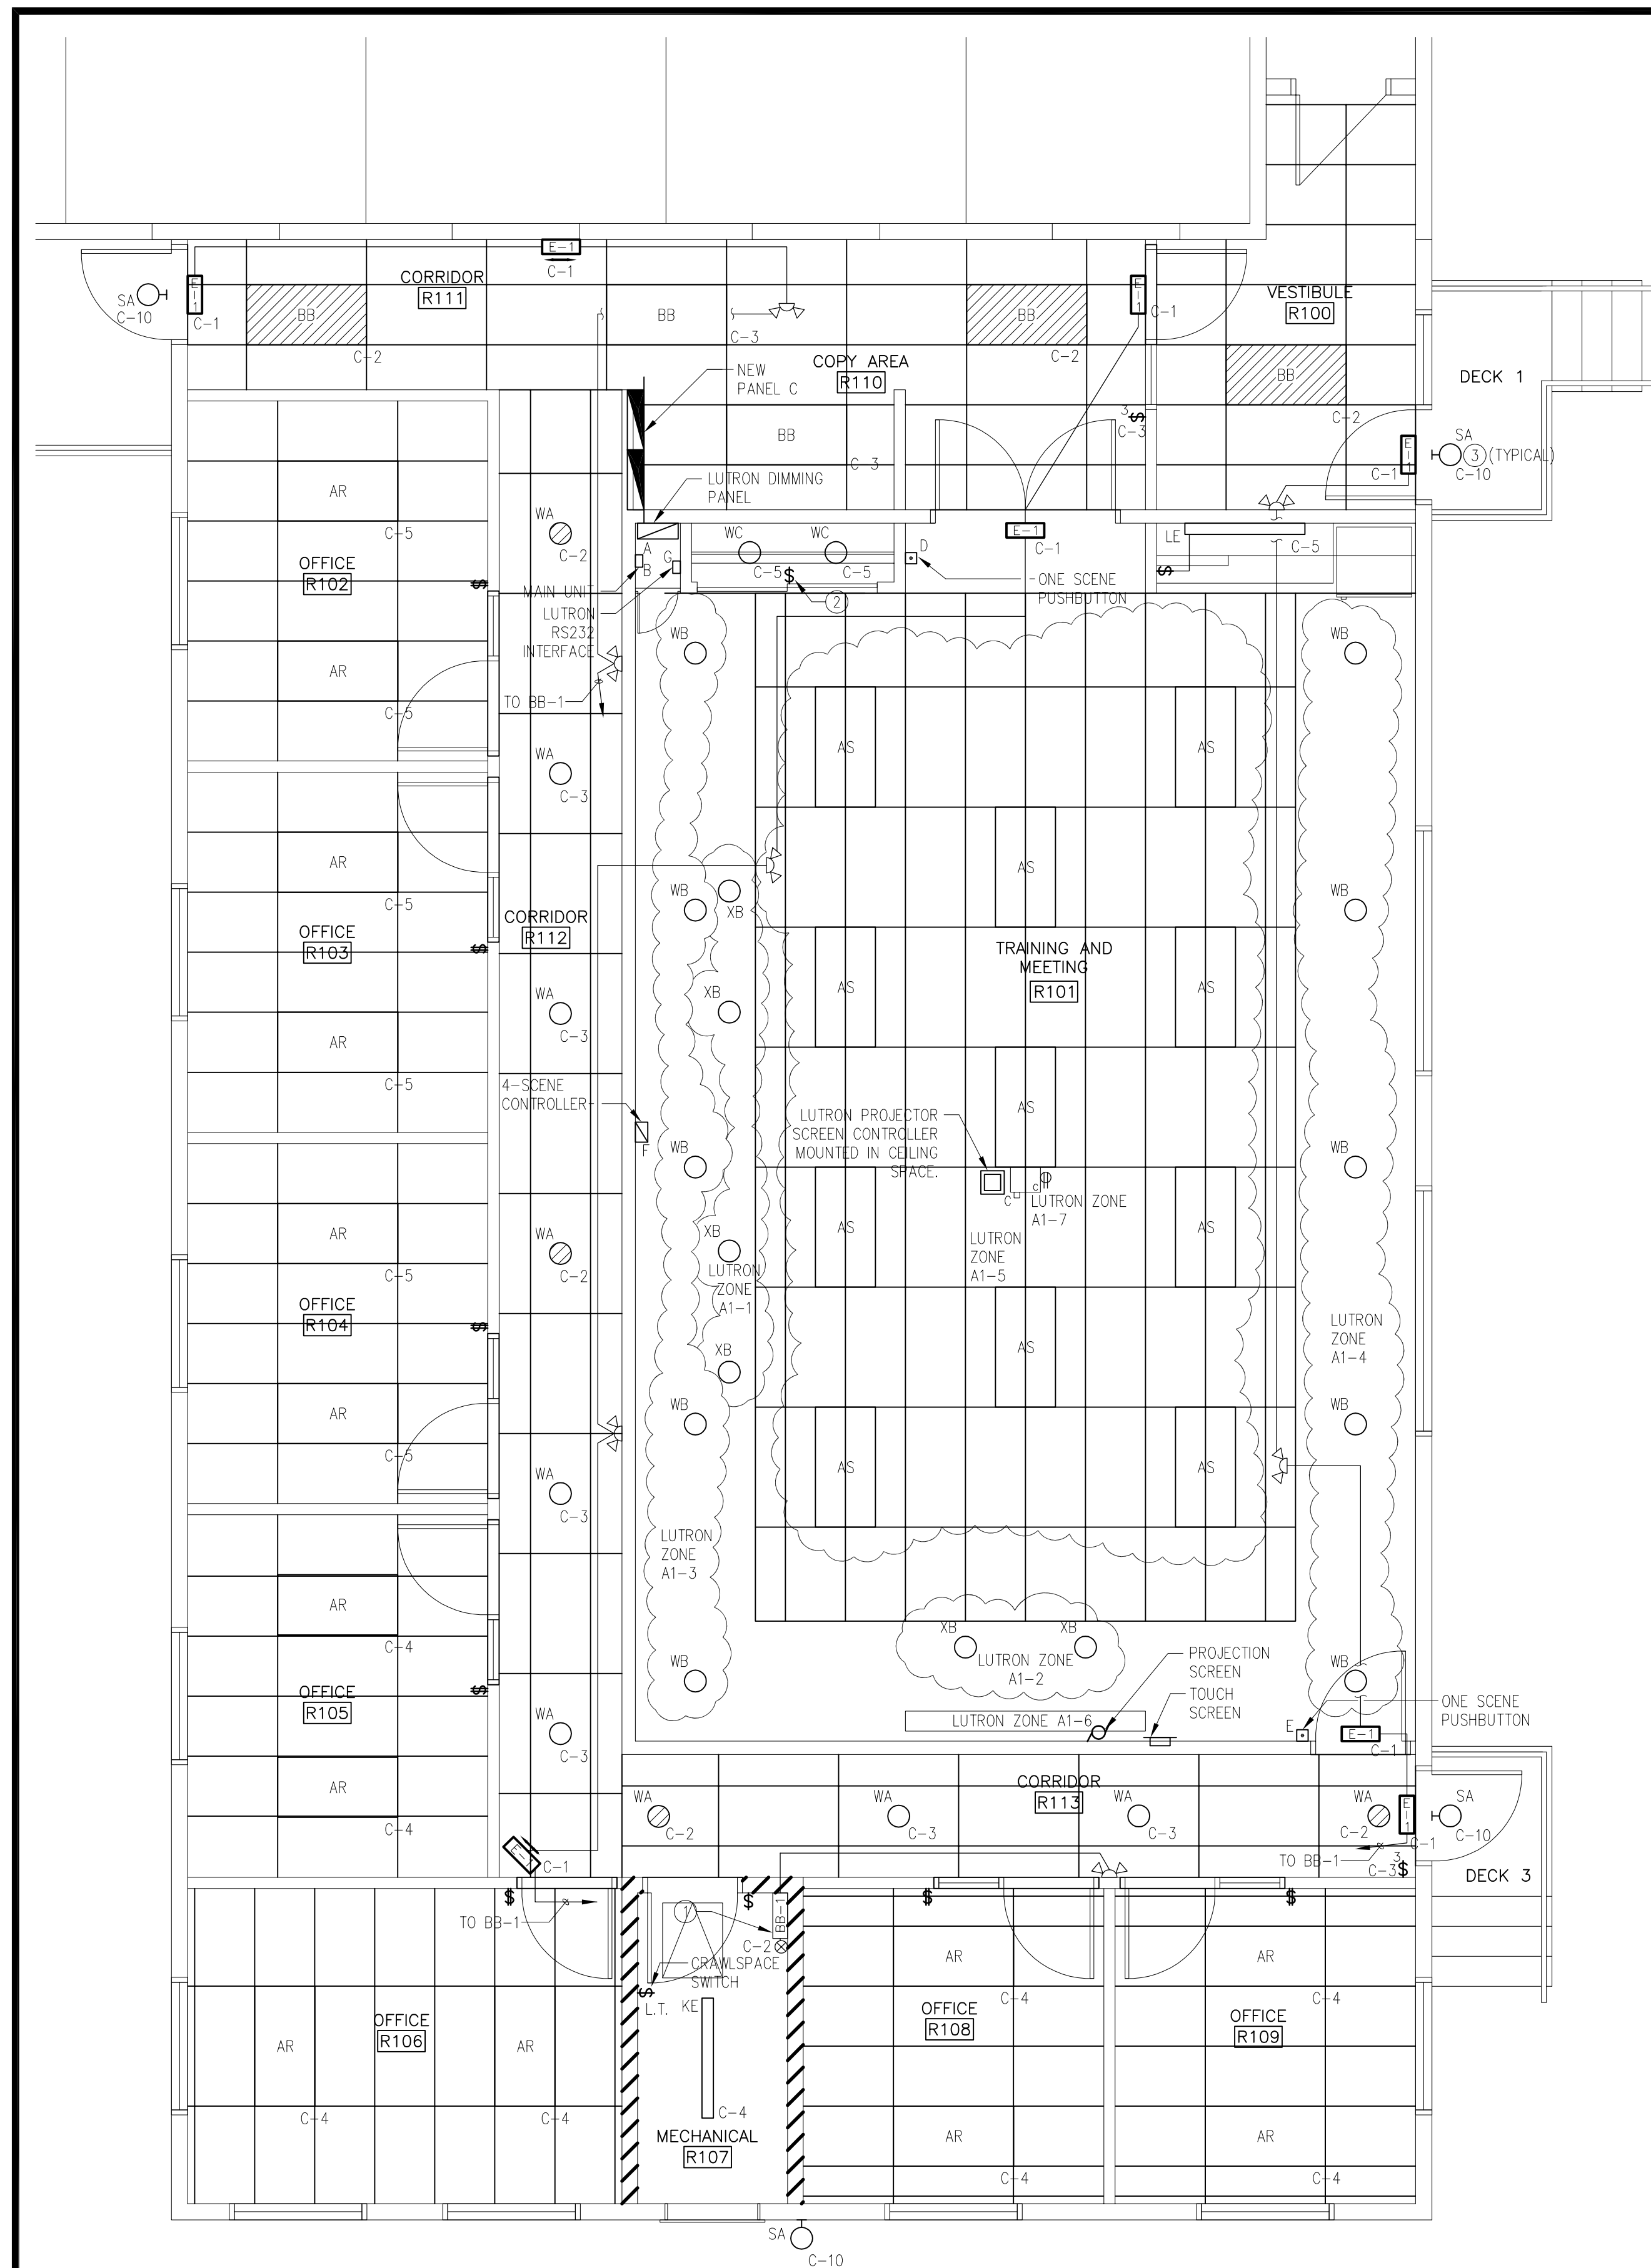 E-1
C-1
CORRIDOR
R111
SA
C-10
E-1
C-1
BB
C-2
BB
C-3
BB
C-2
E-1
C-1
VESTIBULE
R100
BB
C-2
DECK 1
COPY AREA
R110
NEW
PANEL C
3
$
C-3
BB
C-3
E-1
C-1
SA
3 (TYPICAL)
C-10
LUTRON DIMMING
PANEL
AR
C-5
OFFICE
R102
$
AR
C-5
WA
C-2
A
B
G
MAIN UNIT
LUTRON
RS232
INTERFACE
WC
C-5
WC
C-5
$
2
D
E-1
C-1
ONE SCENE
PUSHBUTTON
LE
C-5
$
TO BB-1
WB
WB
WA
C-3
AS
AS
AR
C-5
OFFICE
R103
$
AR
C-5
CORRIDOR
R112
WA
C-3
WB
XB
XB
AS
WB
TRAINING AND
MEETING
R101
AS
AS
4-SCENE
CONTROLLER
F
WB
AS
WB
LUTRON PROJECTOR
SCREEN CONTROLLER
MOUNTED IN CEILING
SPACE.
C
C
LUTRON ZONE
A1-7
LUTRON
ZONE
A1-5
AR
C-5
OFFICE
R104
$
AR
C-5
WA
C-2
XB
LUTRON
ZONE
A1-1
XB
AS
AS
AS
LUTRON
ZONE
A1-4
WB
WB
AS
AS
WA
C-3
LUTRON
ZONE
A1-3
AR
C-4
OFFICE
R105
$
AR
C-4
WA
C-3
WB
XB
XB
LUTRON ZONE
A1-2
PROJECTION
SCREEN
TOUCH
SCREEN
LUTRON ZONE A1-6
WB
E
E-1
C-1
ONE SCENE
PUSHBUTTON
CORRIDOR
R113
WA
C-2
WA
C-3
WA
C-3
WA
C-2
E-1
C-1
SA
C-10
TO BB-1
3
C-3
$
DECK 3
E-1
C-1
$
TO BB-1
1
$
BB-1
C-2
CRAWLSPACE
SWITCH
$
L.T.
KE
C-4
MECHANICAL
R107
$
$
OFFICE
R106
AR
C-4
AR
C-4
AR
C-4
OFFICE
R108
AR
C-4
AR
C-4
OFFICE
R109
AR
C-4
SA
C-10